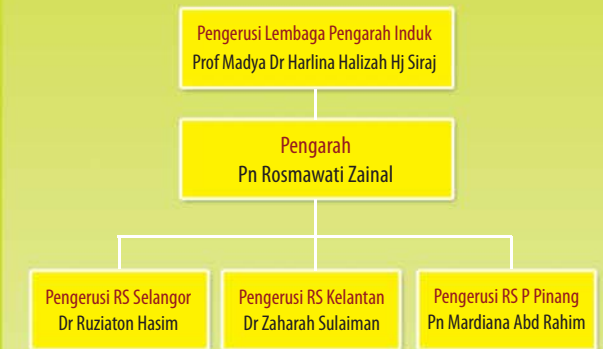 Pengerusi Lembaga Pengarah Induk
Prof Madya Dr Harlina Halizah Hj Siraj
Pengarah
Pn Rosmawati Zainal
Pengerusi RS Selangor
Dr Ruziaton Hasim
Pengerusi RS Kelantan
Dr Zaharah Sulaiman
Pengerusi RS P Pinang
Pn Mardiana Abd Rahim